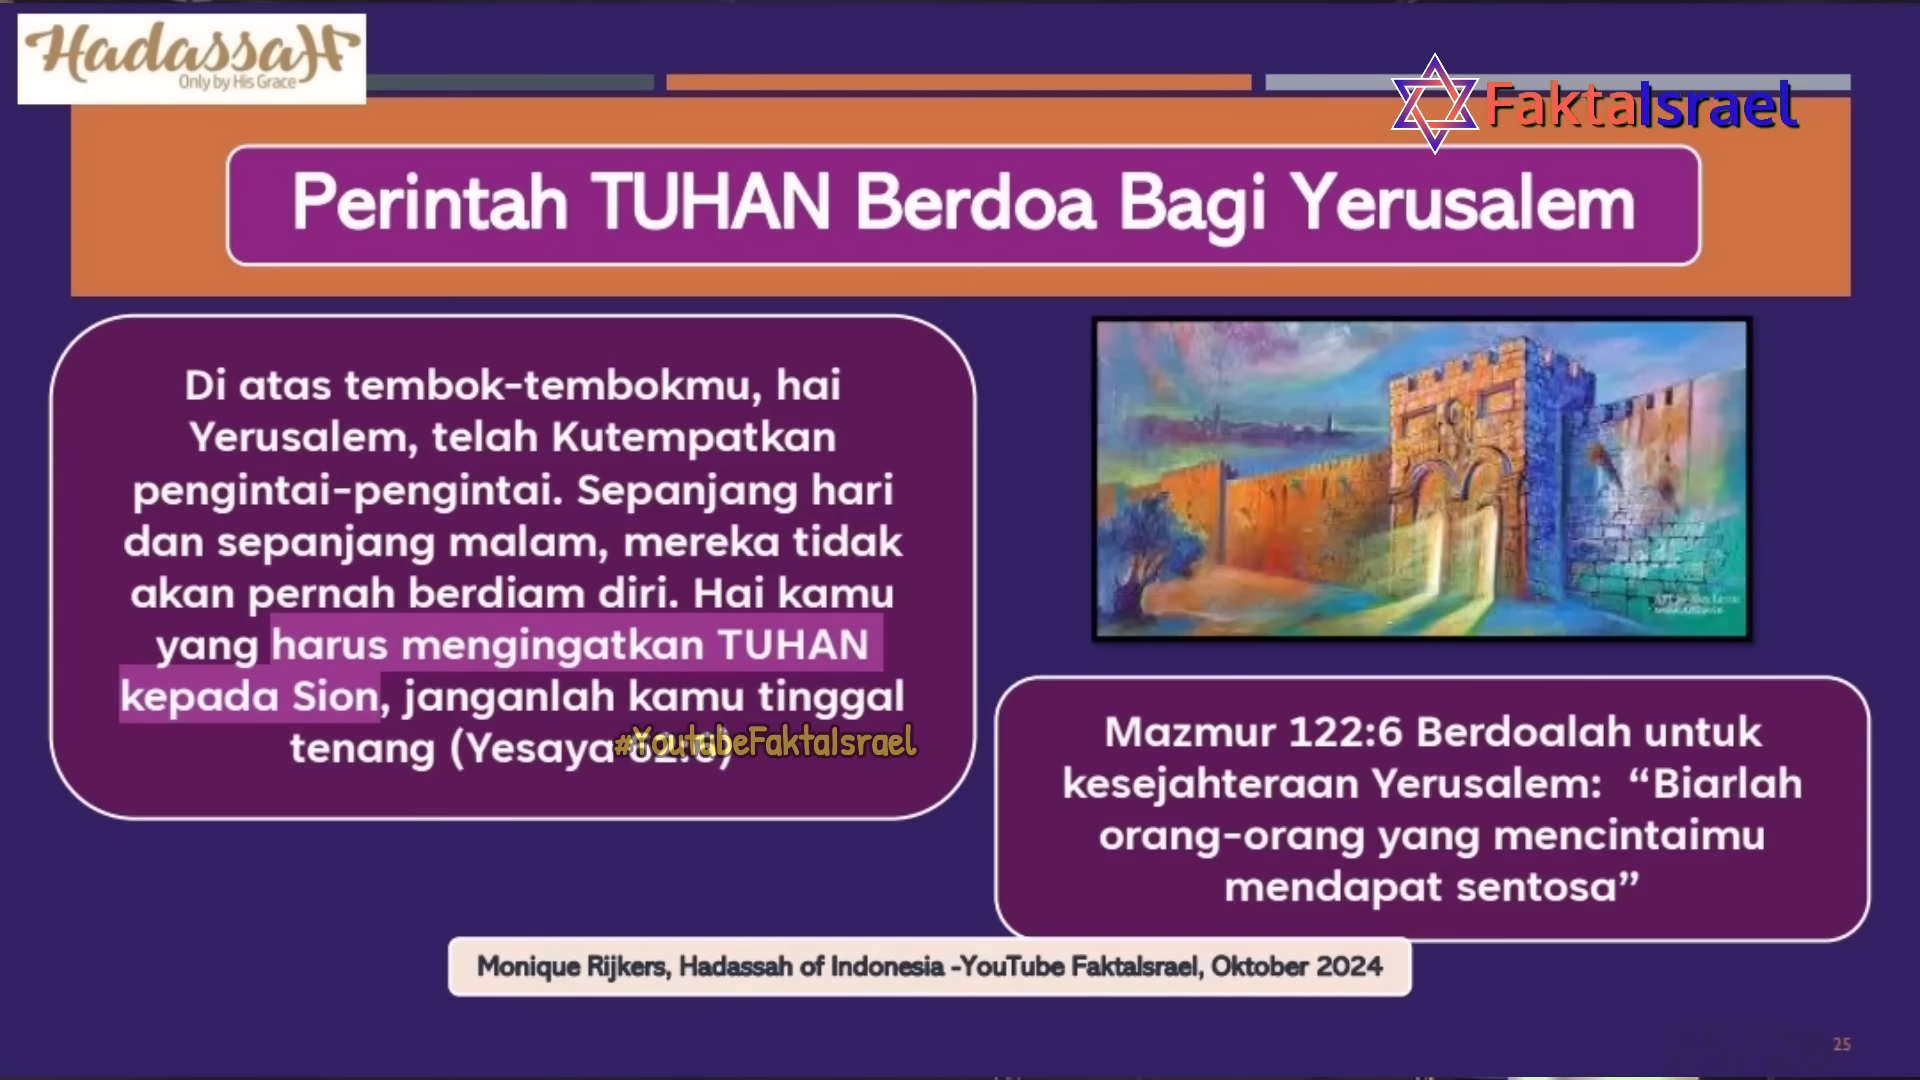 HadassaH
Only by His Grace
FaktaIsrael
Perintah TUHAN Berdoa Bagi Yerusalem
Di atas tembok-tembokmu, hai
Yerusalem, telah Kutempatkan
pengintai-pengintai. Sepanjang hari
dan sepanjang malam, mereka tidak
akan pernah berdiam diri. Hai kamu
yang harus mengingatkan TUHAN
kepada Sion, janganlah kamu tinggal
tenang (Yesaya 62:6)
#YoutubeFaktaIsrael
Mazmur 122:6 Berdoalah untuk
kesejahteraan Yerusalem: “Biarlah
orang-orang yang mencintaimu
mendapat sentosa”
Monique Rijkers, Hadassah of Indonesia -YouTube FaktaIsrael, Oktober 2024
25